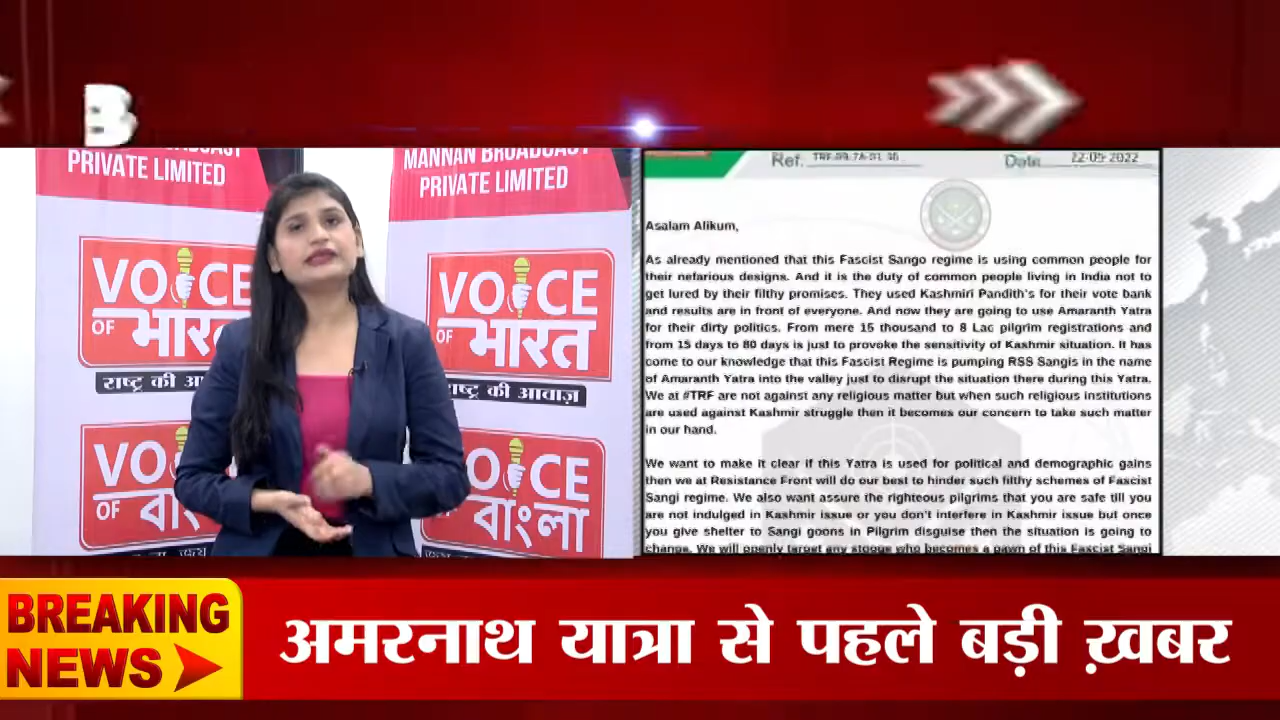 B
MANNAN BROADCAST
PRIVATE LIMITED
PRIVATE LIMITED
VOICE
OF भारत
राष्ट्र की
VOICE
OF भारत
राष्ट्र की आवाज़
VOICE
OF
VOICE
OF বাংলা
Ref. TRF-
Date 22-05-2022
Asalam Alikum,
As already mentioned that this Fascist Sango regime is using common people for
their nefarious designs. And it is the duty of common people living in India not to
get lured by their filthy promises. They used Kashmiri Pandith's for their vote bank
and results are in front of everyone. And now they are going to use Amaranth Yatra
for their dirty politics. From mere 15 thousand to 8 Lac pilgrim registrations and
from 15 days to 80 days is just to provoke the sensitivity of Kashmir situation. It has
come to our knowledge that this Fascist Regime is pumping RSS Sangis in the name
of Amaranth Yatra into the valley just to disrupt the situation there during this Yatra.
We at #TRF are not against any religious matter but when such religious institutions
are used against Kashmir struggle then it becomes our concern to take such matter
in our hand.
We want to make it clear if this Yatra is used for political and demographic gains
then we at Resistance Front will do our best to hinder such filthy schemes of Fascist
Sangi regime. We also want assure the righteous pilgrims that you are safe till you
are not indulged in Kashmir issue or you don't interfere in Kashmir issue but once
you give shelter to Sangi goons in Pilgrim disguise then the situation is going to
change. We will openly target any stooge who becomes a pawn of this Fascist Sangi
BREAKING
NEWS
अमरनाथ यात्रा से पहले बड़ी ख़बर